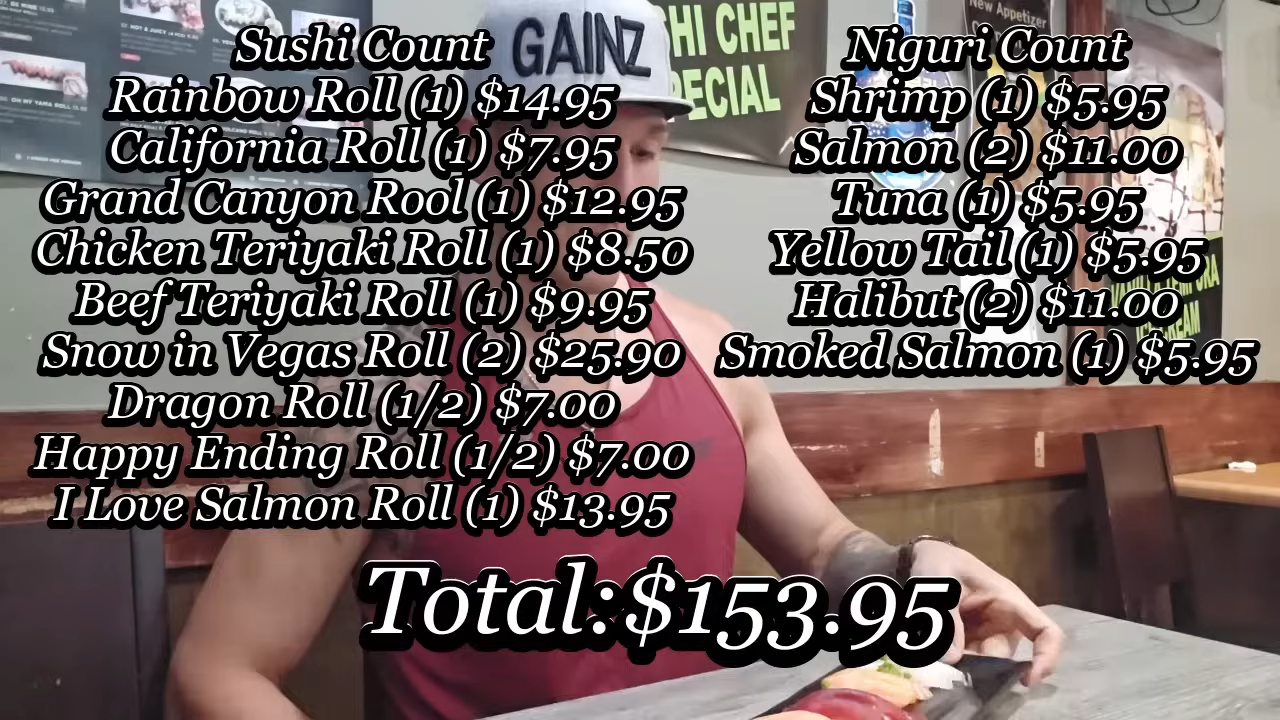 Sushi Count
Rainbow Roll (1) $14.95
California Roll (1) $7.95
Grand Canyon Rool (1) $12.95
Chicken Teriyaki Roll (1) $8.50
Beef Teriyaki Roll (1) $9.95
Snow in Vegas Roll (2) $25.90
Dragon Roll (1/2) $7.00
Happy Ending Roll (1/2) $7.00
I Love Salmon Roll (1) $13.95
Niguri Count
Shrimp (1) $5.95
Salmon (2) $11.00
Tuna (1) $5.95
Yellow Tail (1) $5.95
Halibut (2) $11.00
Smoked Salmon (1) $5.95
Total:$153.95
GAINZ
SHI CHEF
PECIAL
New Appetizer